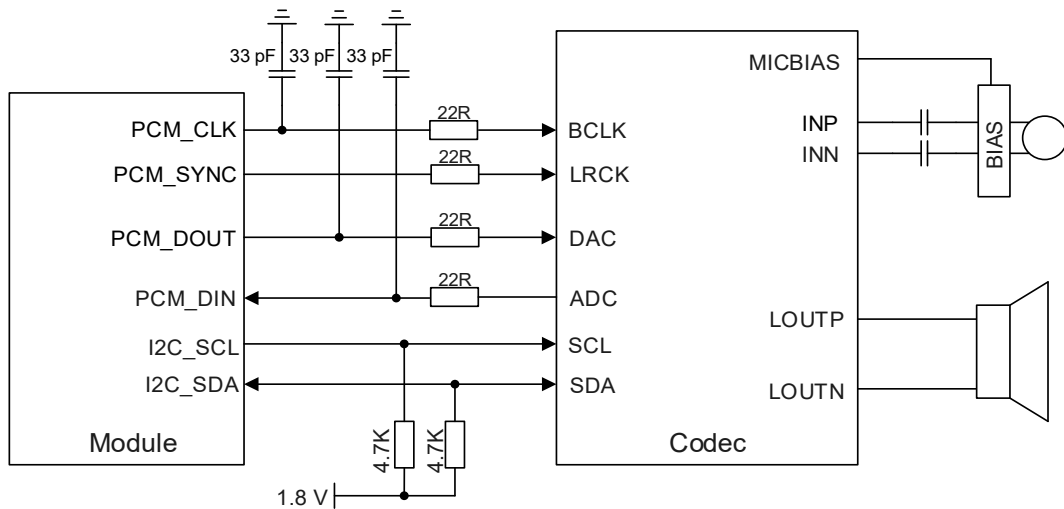 33 pF 33 pF 33 pF
MICBIAS
PCM_CLK 22R BCLK INP
BIAS
PCM_SYNC 22R LRCK INN
PCM_DOUT 22R DAC
PCM_DIN 22R ADC
LOUTP
I2C_SCL SCL
I2C_SDA SDA LOUTN
Module 4.7K 4.7K Codec
1.8 V